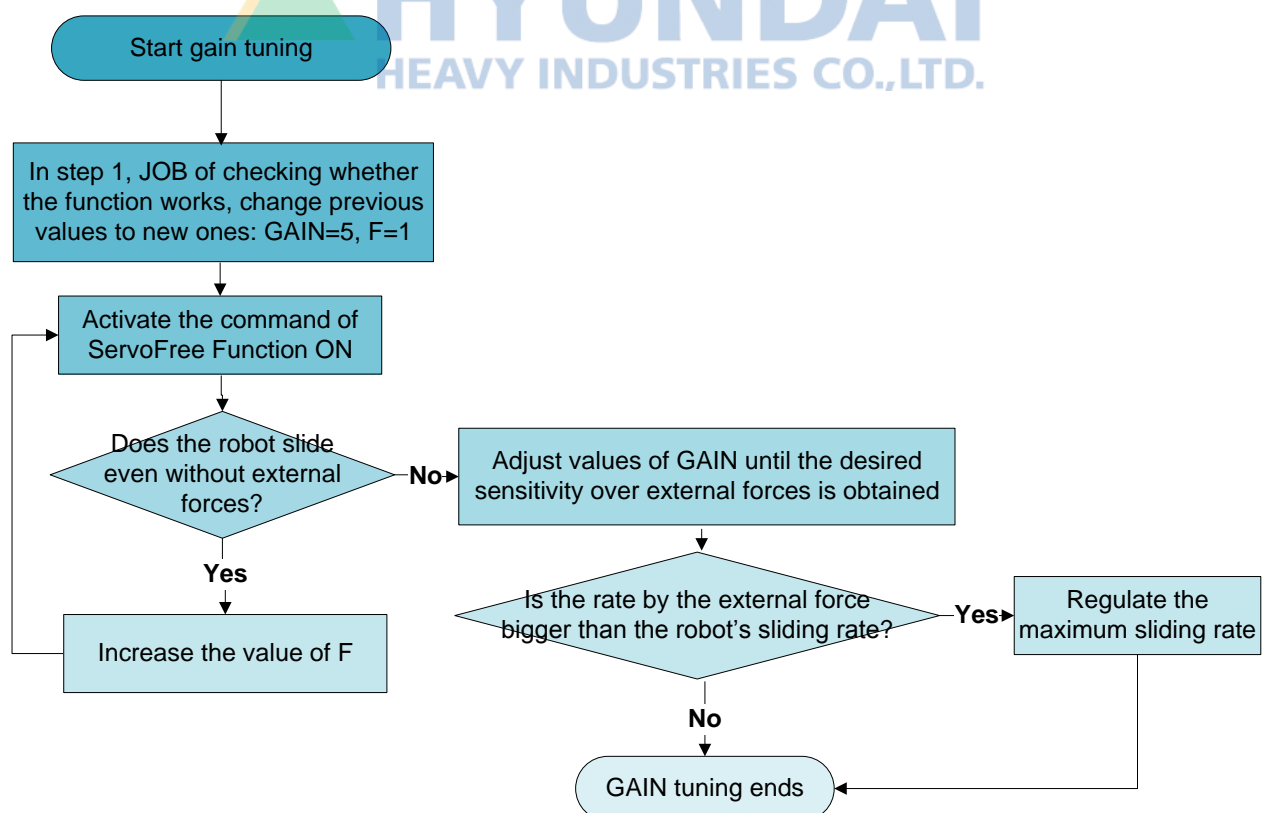 HYUNDAI
HEAVY INDUSTRIES CO.,LTD.
Start gain tuning
In step 1, JOB of checking whether
the function works, change previous
values to new ones: GAIN=5, F=1
Activate the command of
ServoFree Function ON
Does the robot slide
even without external
forces?
No
Adjust values of GAIN until the desired
sensitivity over external forces is obtained
Yes
Increase the value of F
Is the rate by the external force
bigger than the robot's sliding rate?
Yes
Regulate the
maximum sliding rate
No
GAIN tuning ends